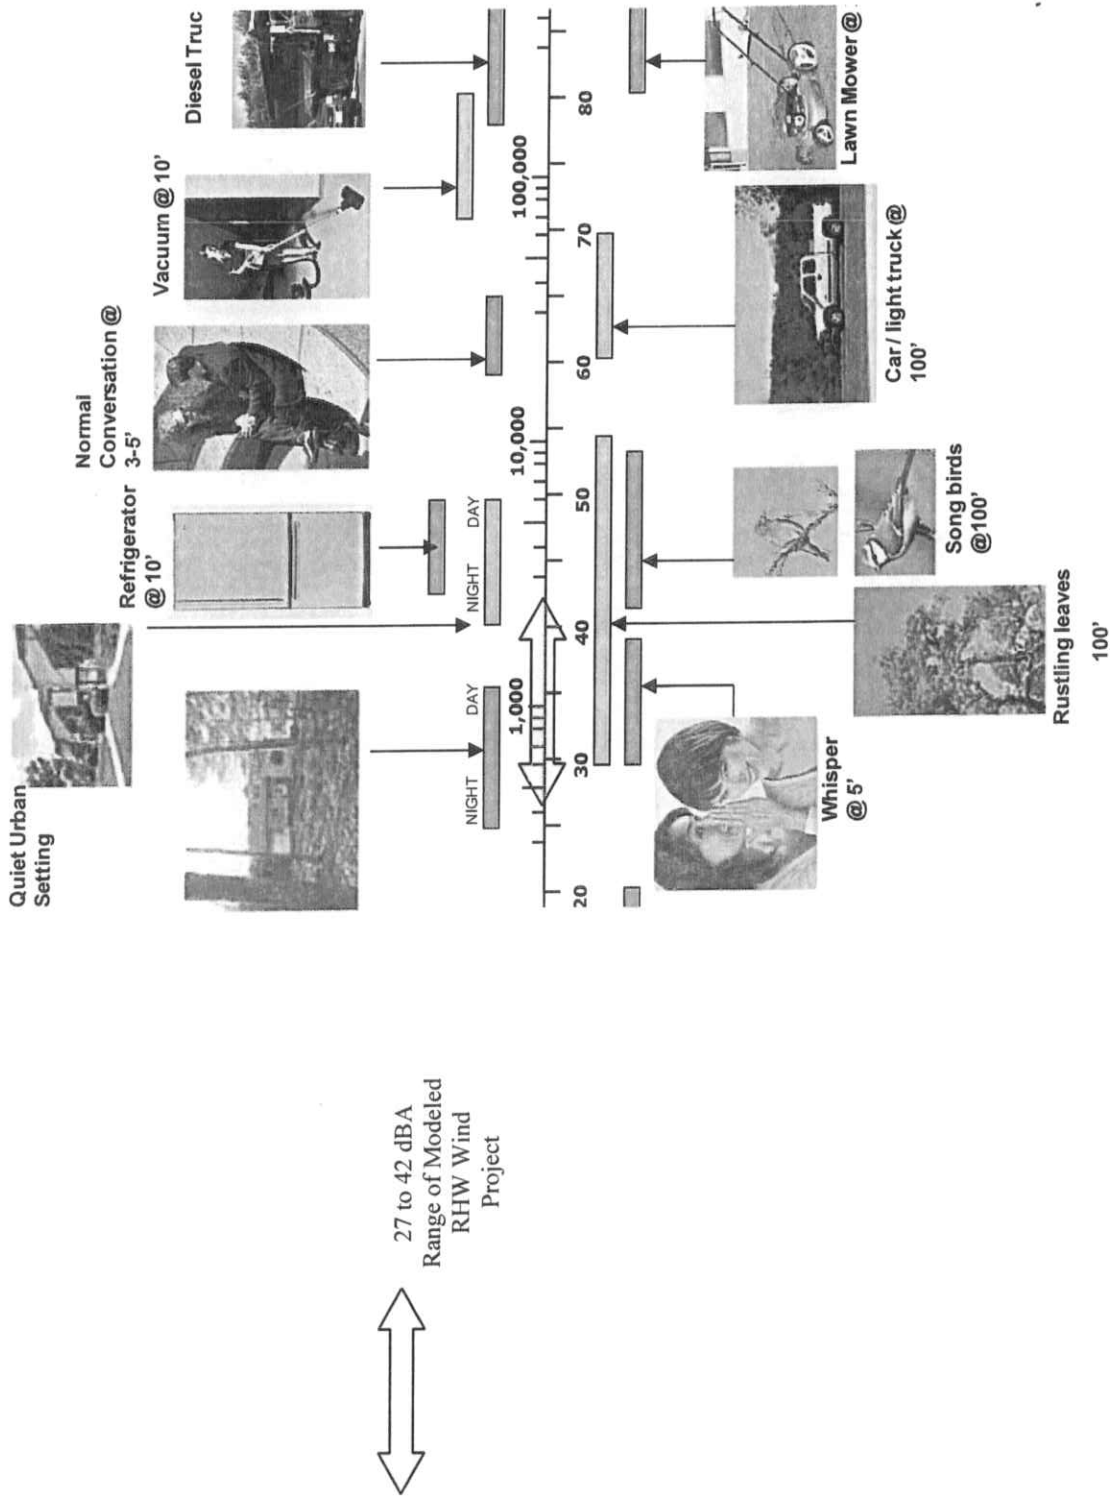 Quiet Urban
Setting
Refrigerator
@ 10'
Normal
Conversation @
3-5'
Vacuum @ 10'
Diesel Truc
NIGHT DAY
NIGHT DAY
1,000
10,000
100,000
20
30
40
50
60
70
80
Whisper
@ 5'
Rustling leaves
100'
Song birds
@100'
Car / light truck @
100'
Lawn Mower @
27 to 42 dBA
Range of Modeled
RHW Wind
Project